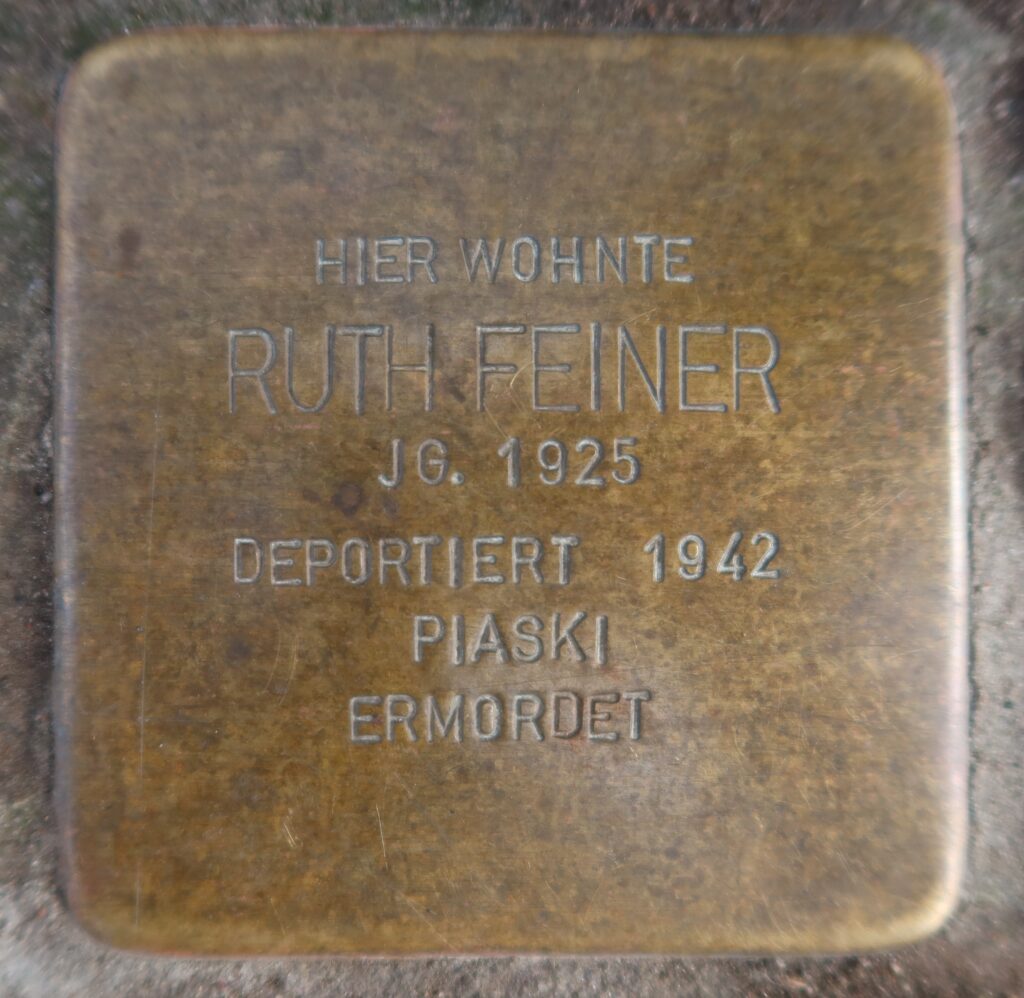 HIER WOHNTE
RUTH FEINER
JG. 1925
DEPORTIERT 1942
PIASKI
ERMORDET